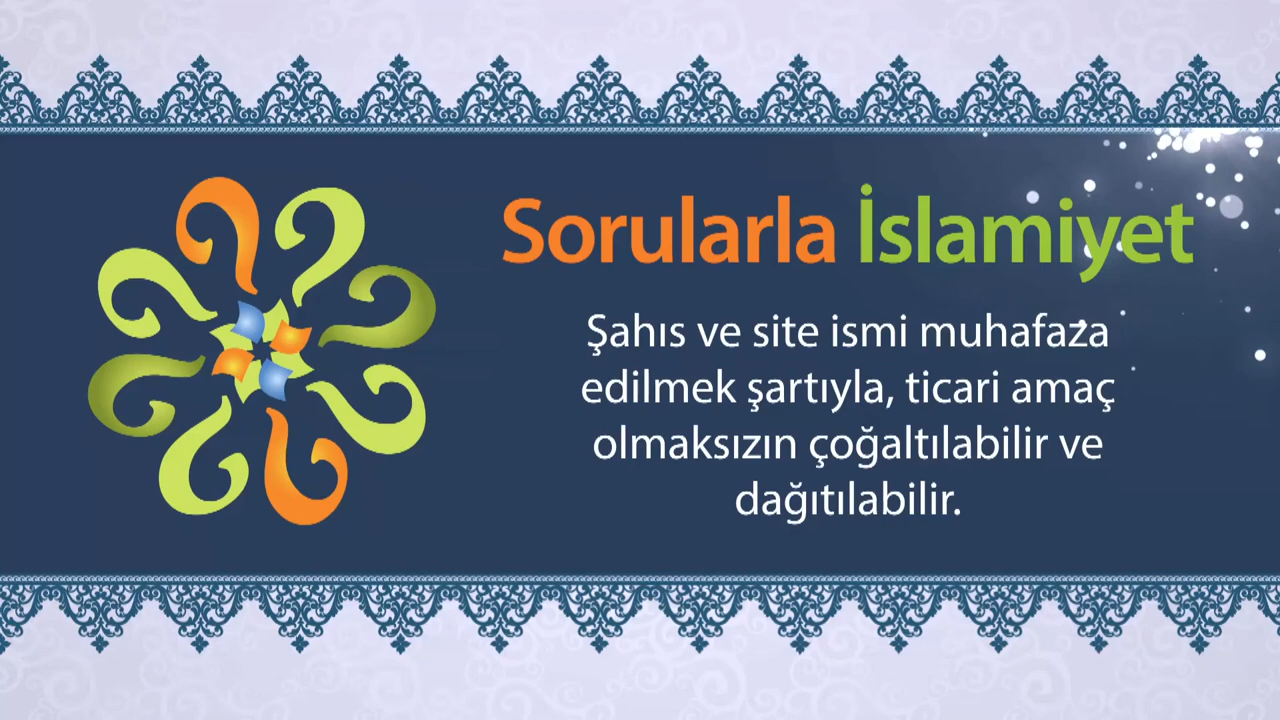 Sorularla İslamiyet
Şahıs ve site ismi muhafaza
edilmek şartıyla, ticari amaç
olmaksızın çoğaltılabilir ve
dağıtılabilir.